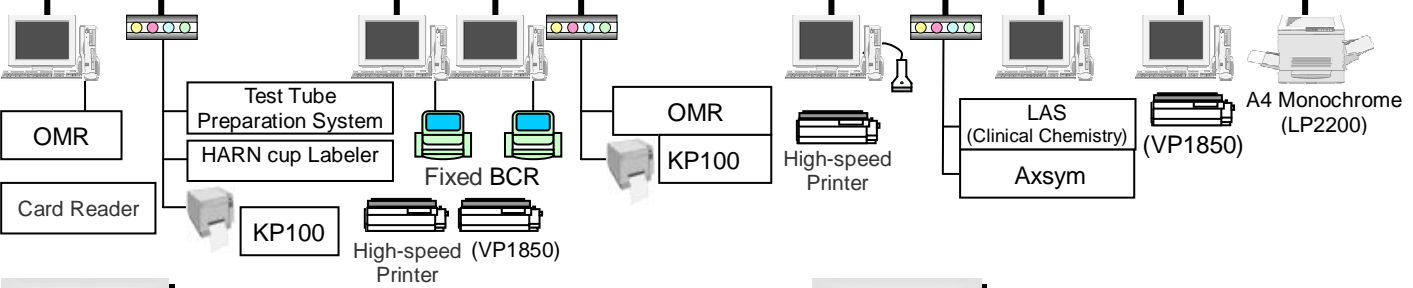 OMR
Card Reader
Test Tube
Preparation System
HARN cup Labeler
KP100
Fixed BCR
High-speed
Printer
(VP1850)
OMR
KP100
High-speed
Printer
LAS
(Clinical Chemistry)
Axsym
(VP1850)
A4 Monochrome
(LP2200)